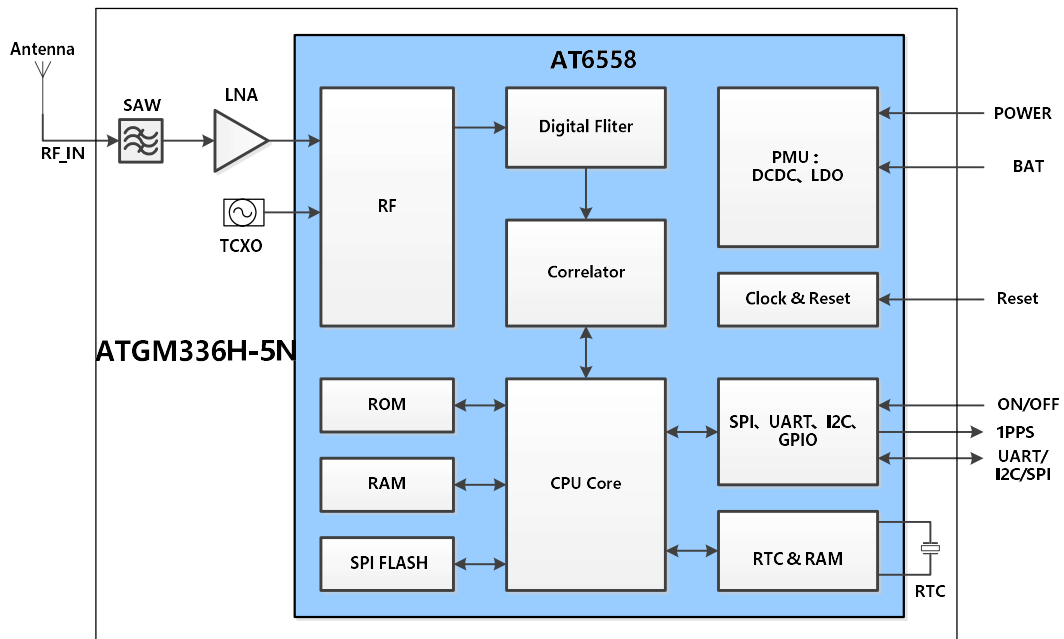 AT6558
Antenna
SAW
LNA
RF_IN
TCXO
RF
Digital Fliter
Correlator
PMU：
DCDC、LDO
Clock & Reset
POWER
BAT
Reset
ATGM336H-5N
ROM
RAM
SPI FLASH
CPU Core
SPI、UART、I2C、
GPIO
RTC & RAM
ON/OFF
1PPS
UART/
I2C/SPI
RTC